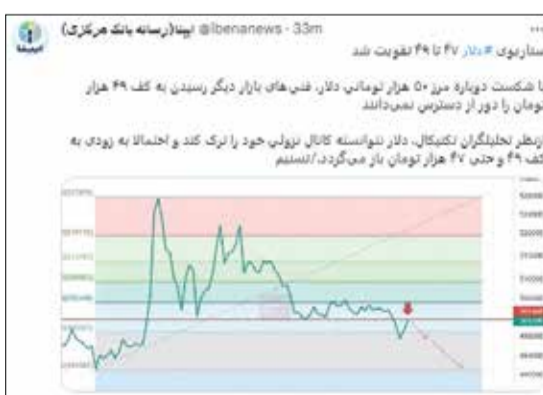 ایبِنا(رسانه بانک مرکزی) @ibenanews · 33m
سناریوی #دلار ۴۷ تا ۴۹ تقویت شد
با شکست دوباره مرز ۵۰ هزار تومانی دلار، فنی های بازار دیگر رسیدن به کف ۴۹ هزار
تومان را دور از دسترس نمی‌دانند
ازنظر تحلیلگران تکنیکال، دلار نتوانسته کانال نزولی خود را ترک کند و احتمالا به زودی به
کف ۴۹ و حتی ۴۷ هزار تومان باز می‌گردد./تسنیم